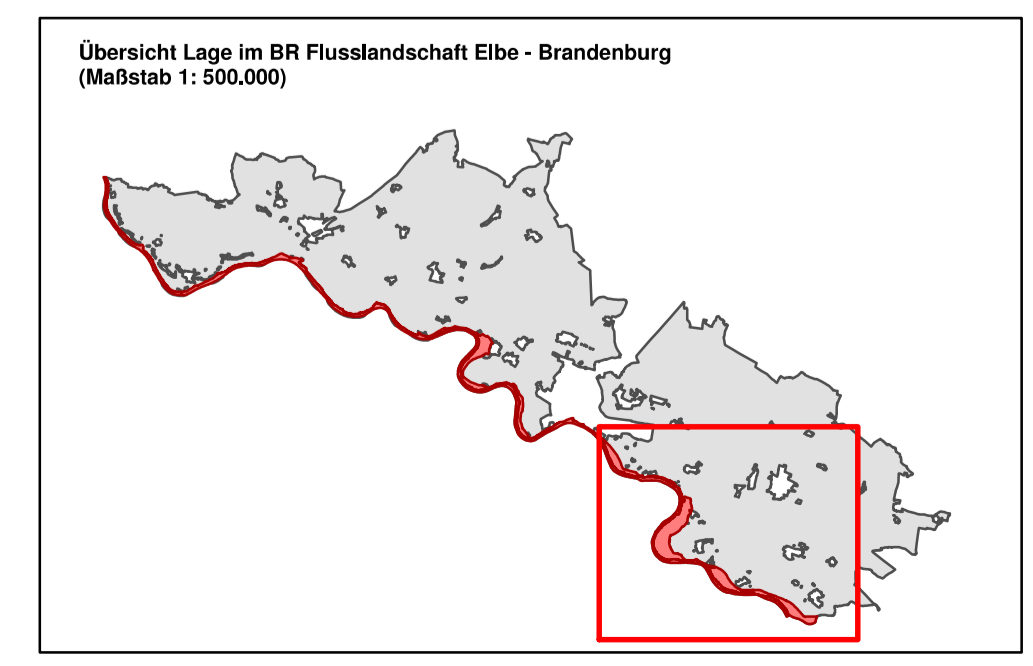 Übersicht Lage im BR Flusslandschaft Elbe - Brandenburg
(Maßstab 1: 500.000)